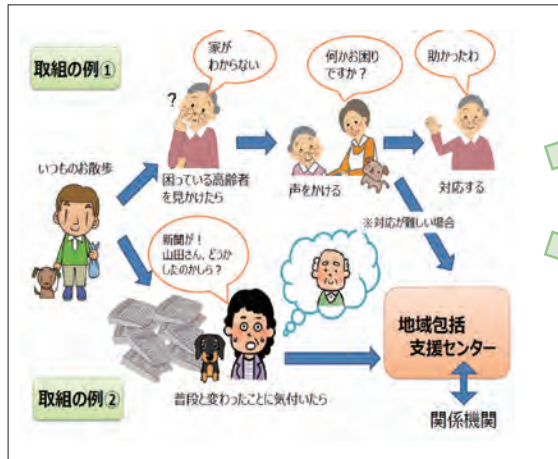 取組の例①
家が
わからない
何かお困り
ですか？
助かったわ
?
いつものお散歩
困っている高齢者
を見かけたら
声をかける
対応する
※対応が難しい場合
新聞が！
山田さん、どうか
したのかしら？
地域包括
支援センター
取組の例②
普段と変わったことに気付いたら
関係機関